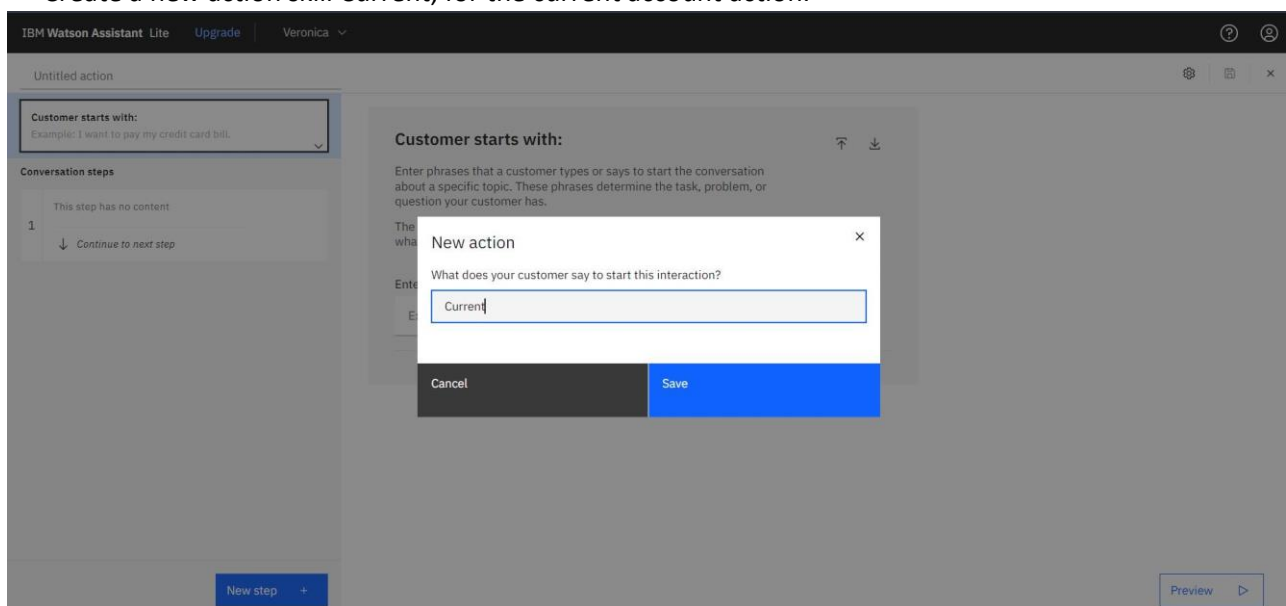 Create a new action skill Current, for the current account action.
IBM Watson Assistant Lite Upgrade Veronica
Untitled action
Customer starts with:
Example: I want to pay my credit card bill.
Conversation steps
This step has no content
1
Continue to next step
New step +
Customer starts with:
Enter phrases that a customer types or says to start the conversation
about a specific topic. These phrases determine the task, problem, or
question your customer has.
The
wha
Ente
E
New action
What does your customer say to start this interaction?
Current
Cancel
Save
Preview